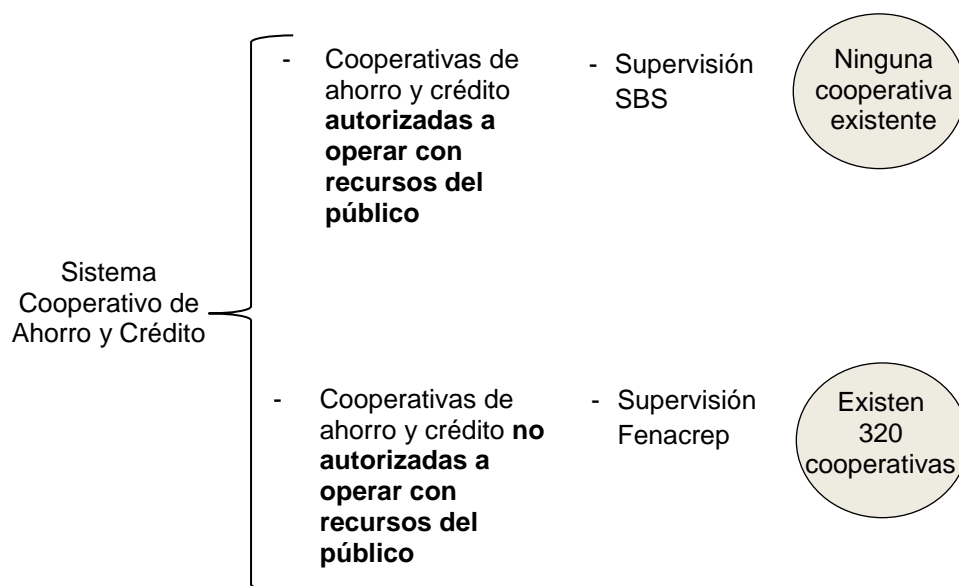 Sistema
Cooperativo de
Ahorro y Crédito
- Cooperativas de
ahorro y crédito
autorizadas a
operar con
recursos del
público
- Supervisión
SBS
Ninguna
cooperativa
existente
- Cooperativas de
ahorro y crédito no
autorizadas a
operar con
recursos del
público
- Supervisión
Fenacrep
Existen
320
cooperativas